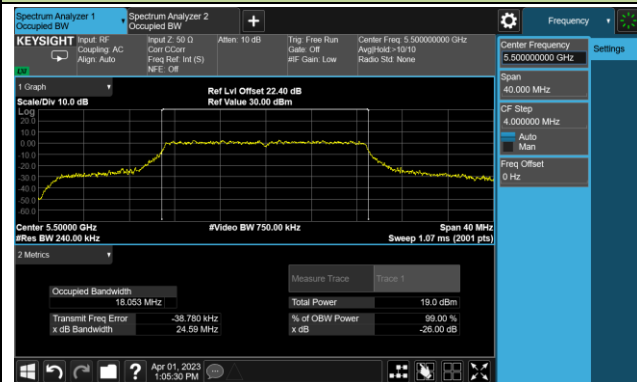 Spectrum Analyzer 1
Occupied BW
Spectrum Analyzer 2
Occupied BW
Frequency
KEYSIGHT
Input: RF
Coupling: AC
Align: Auto
Input Z: 50 Ω
Corr CCorr
Freq Ref: Int (S)
NFE: Off
Atten: 10 dB
Trig: Free Run
Gate: Off
#IF Gain: Low
Center Freq: 5.500000000 GHz
Avg|Hold:>10/10
Radio Std: None
Center Frequency
5.500000000 GHz
Settings
Span
40.000 MHz
CF Step
4.000000 MHz
Auto
Man
Freq Offset
0 Hz
1 Graph
Scale/Div 10.0 dB
Ref Lvl Offset 22.40 dB
Ref Value 30.00 dBm
Log
20.0
10.0
0.00
-10.0
-20.0
-30.0
-40.0
-50.0
-60.0
Center 5.50000 GHz
#Res BW 240.00 kHz
#Video BW 750.00 kHz
Span 40 MHz
Sweep 1.07 ms (2001 pts)
2 Metrics
Measure Trace
Trace 1
Occupied Bandwidth
18.053 MHz
Total Power
19.0 dBm
Transmit Freq Error
-38.780 kHz
% of OBW Power
99.00 %
x dB Bandwidth
24.59 MHz
x dB
-26.00 dB
Apr 01, 2023
1:05:30 PM